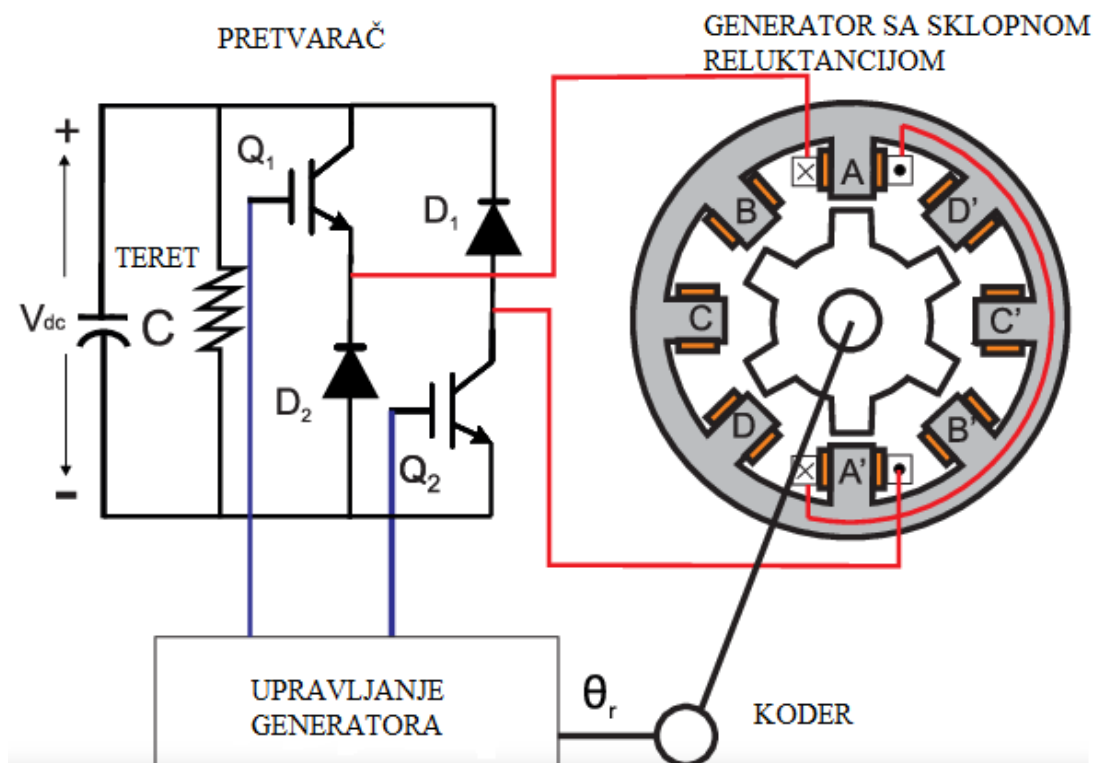 PRETVARAČ
GENERATOR SA SKLOPNOM
RELUKTANCIJOM
+
Q₁
A
B
D'
D₁
TERET
Vdc
C
C
C'
D₂
D
B'
Q₂
A'
-
UPRAVLJANJE
GENERATORA
θr
KODER